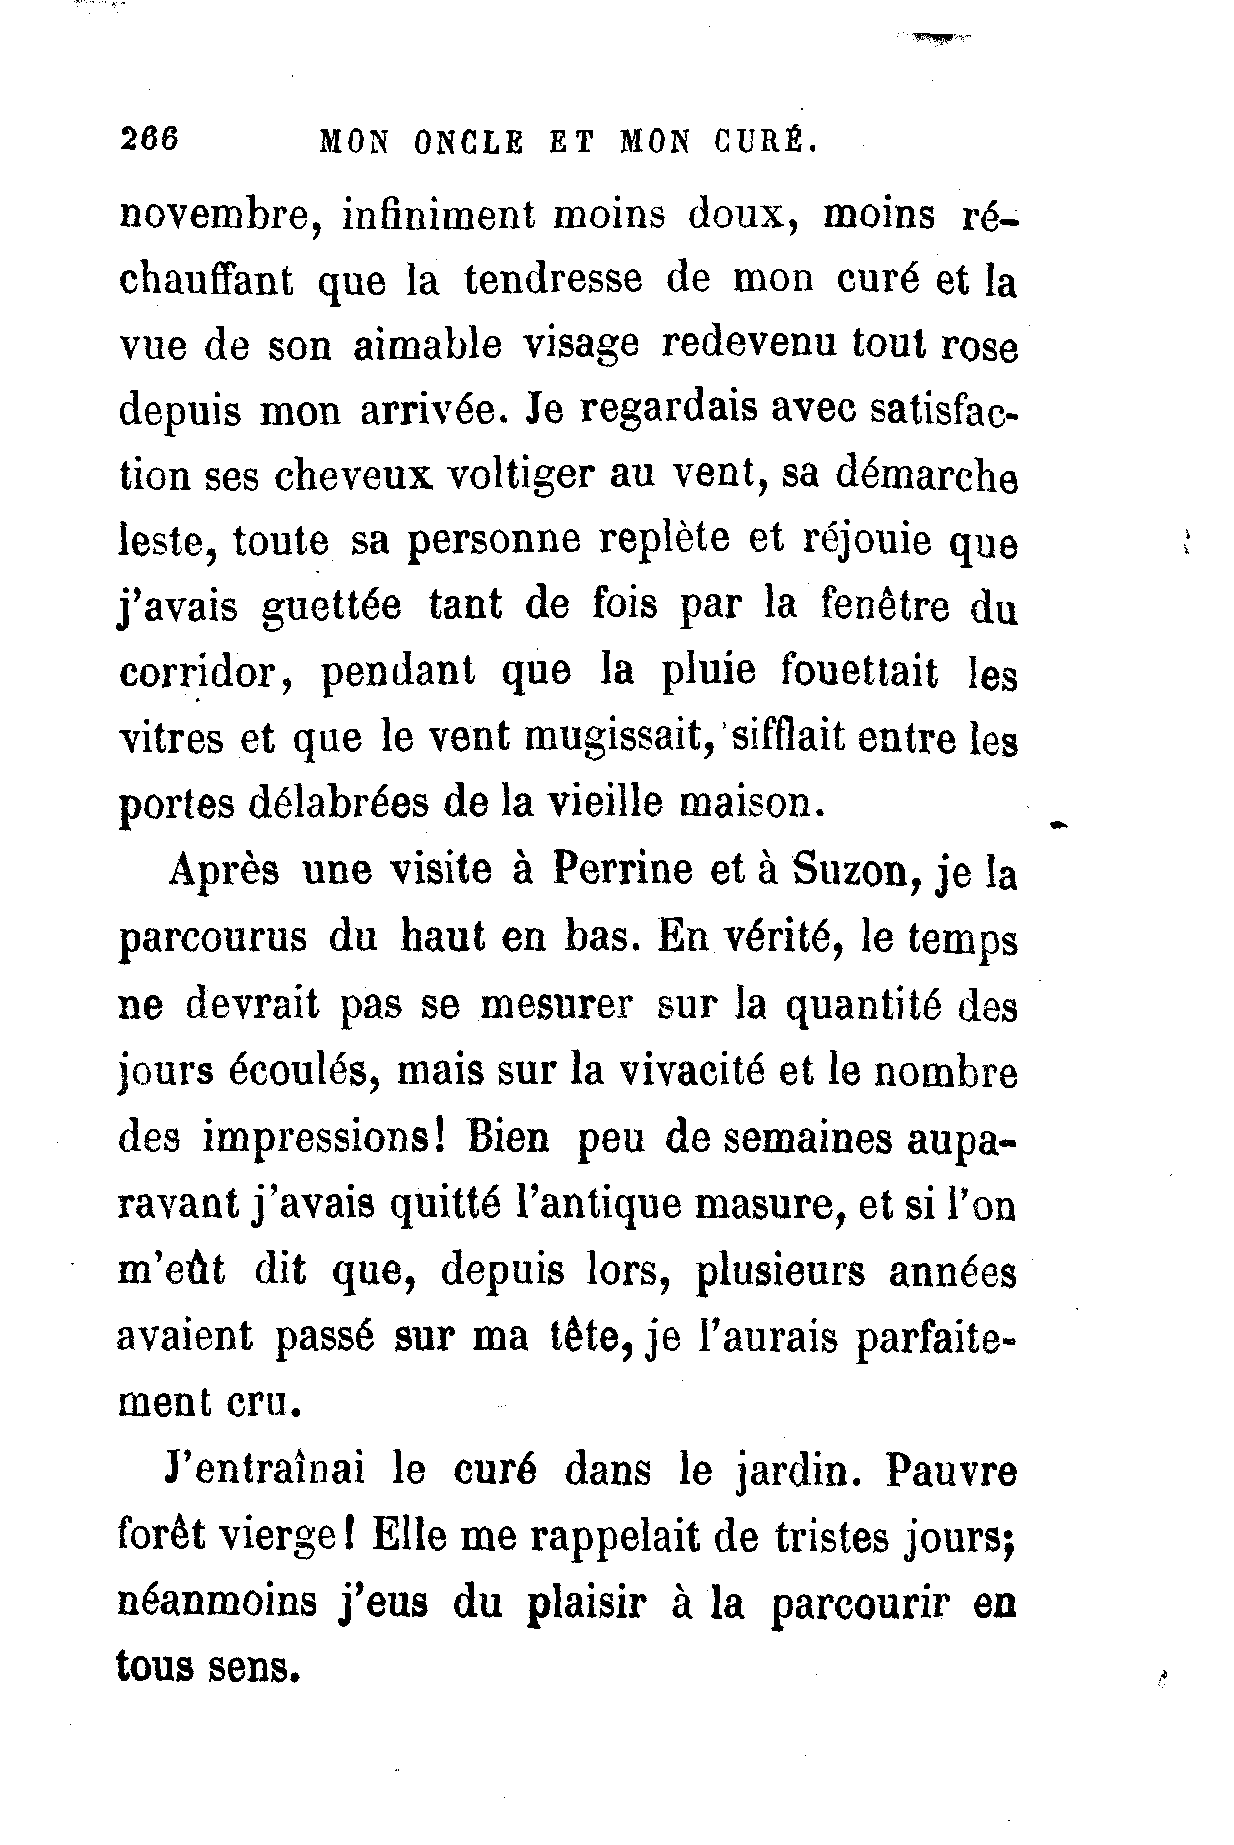 266 MON ONCLE ET MON CURÉ.
novembre, infiniment moins doux, moins ré-
chauffant que la tendresse de mon curé et la
vue de son aimable visage redevenu tout rose
depuis mon arrivée. Je regardais avec satisfac-
tion ses cheveux voltiger au vent, sa démarche
leste, toute sa personne replète et réjouie que
j'avais guettée tant de fois par la fenêtre du
corridor, pendant que la pluie fouettait les
vitres et que le vent mugissait, sifflait entre les
portes délabrées de la vieille maison.
Après une visite à Perrine et à Suzon, je la
parcourus du haut en bas. En vérité, le temps
ne devrait pas se mesurer sur la quantité des
jours écoulés, mais sur la vivacité et le nombre
des impressions! Bien peu de semaines aupa-
ravant j'avais quitté l'antique masure, et si l'on
m'eût dit que, depuis lors, plusieurs années
avaient passé sur ma tête, je l'aurais parfaite-
ment cru.
J'entraînai le curé dans le jardin. Pauvre
forêt vierge! Elle me rappelait de tristes jours;
néanmoins j'eus du plaisir à la parcourir en
tous sens.